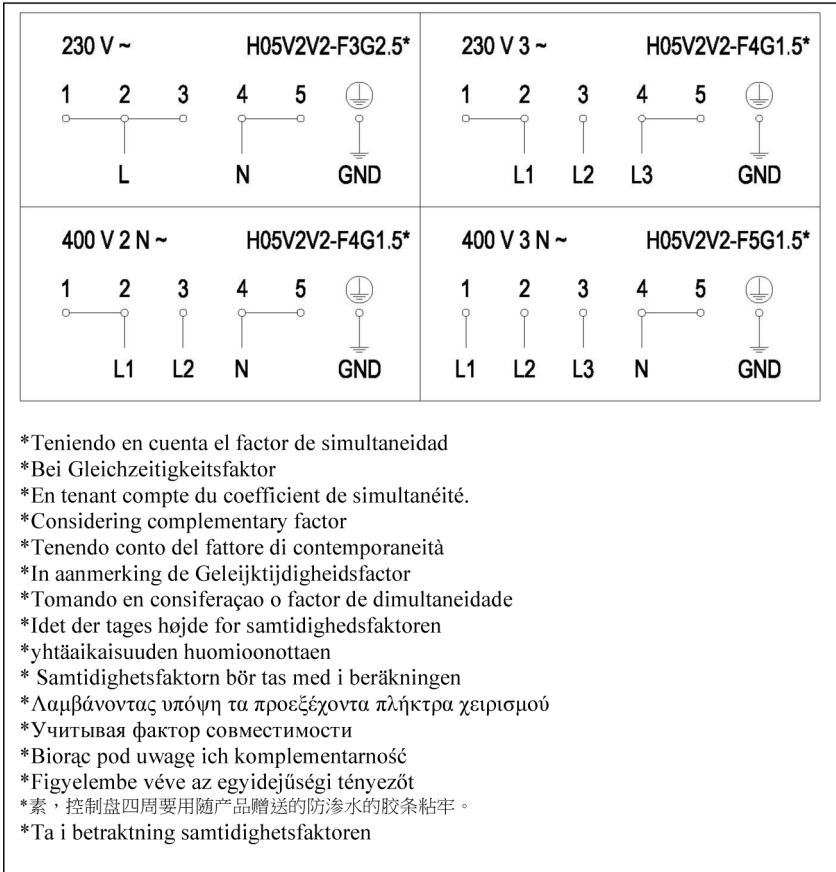 230 V ~ H05V2V2-F3G2.5*
1 2 3 4 5
L N GND
230 V 3 ~ H05V2V2-F4G1.5*
1 2 3 4 5
L1 L2 L3 GND
400 V 2 N ~ H05V2V2-F4G1.5*
1 2 3 4 5
L1 L2 N GND
400 V 3 N ~ H05V2V2-F5G1.5*
1 2 3 4 5
L1 L2 L3 N GND
*Teniendo en cuenta el factor de simultaneidad
*Bei Gleichzeitigkeitsfaktor
*En tenant compte du coefficient de simultanéité.
*Considering complementary factor
*Tenendo conto del fattore di contemporaneità
*In aanmerking de Geleijktijdigheidsfactor
*Tomando en consiferaçao o factor de dimultaneidade
*Idet der tages højde for samtidighedsfaktoren
*yhtäaikaisuuden huomioonottaen
* Samtidighetsfaktorn bör tas med i beräkningen
*Λαμβάνοντας υπόψη τα προεξέχοντα πλήκτρα χειρισμού
*Учитывая фактор совместимости
*Biorąc pod uwagę ich komplementarność
*Figyelembe véve az egyidejűségi tényezőt
*素，控制盘四周要用随产品赠送的防渗水的胶条粘牢。
*Ta i betraktning samtidighetsfaktoren